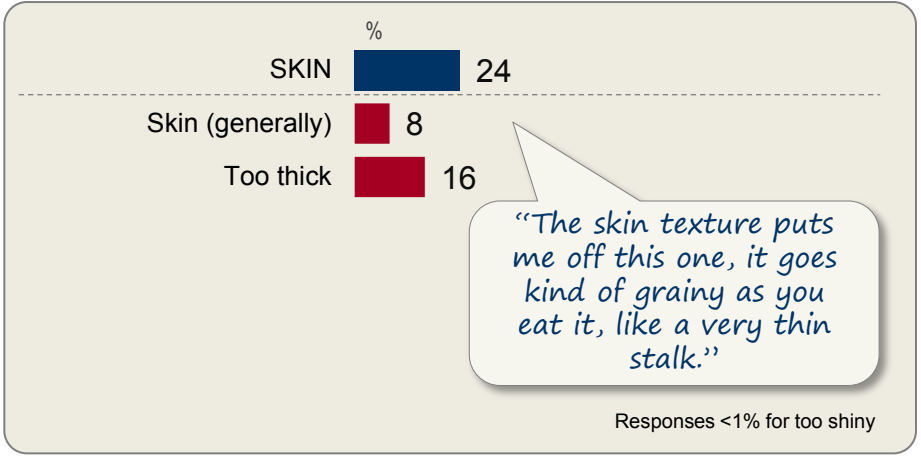 %
SKIN 24
Skin (generally) 8
Too thick 16
“The skin texture puts
me off this one, it goes
kind of grainy as you
eat it, like a very thin
stalk.”
Responses <1% for too shiny